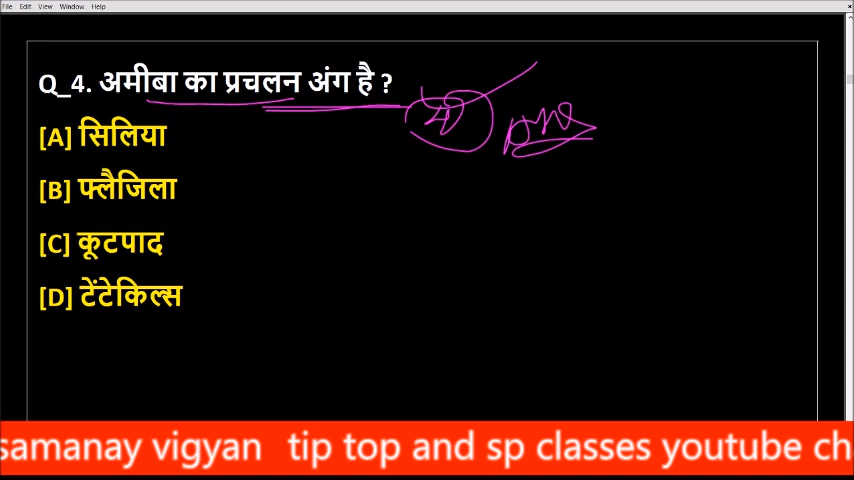 File Edit View Window Help
Q_4. अमीबा का प्रचलन अंग है ?
[A] सिलिया
[B] फ्लैजिला
[C] कूटपाद
[D] टेंटेकिल्स
samanay vigyan tip top and sp classes youtube ch